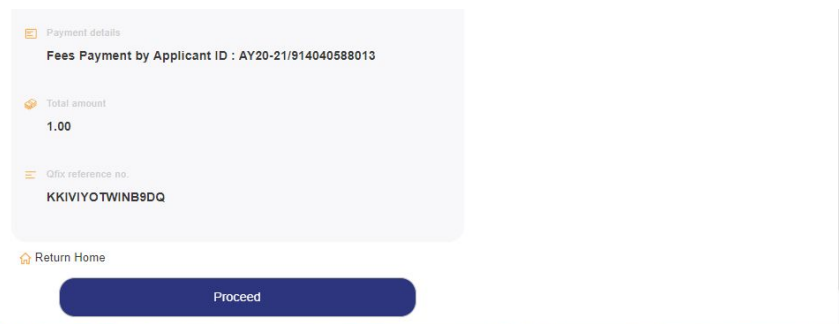 Payment details
Fees Payment by Applicant ID : AY20-21/914040588013
Total amount
1.00
Qfix reference no.
KKIVIYOTWINB9DQ
Return Home
Proceed